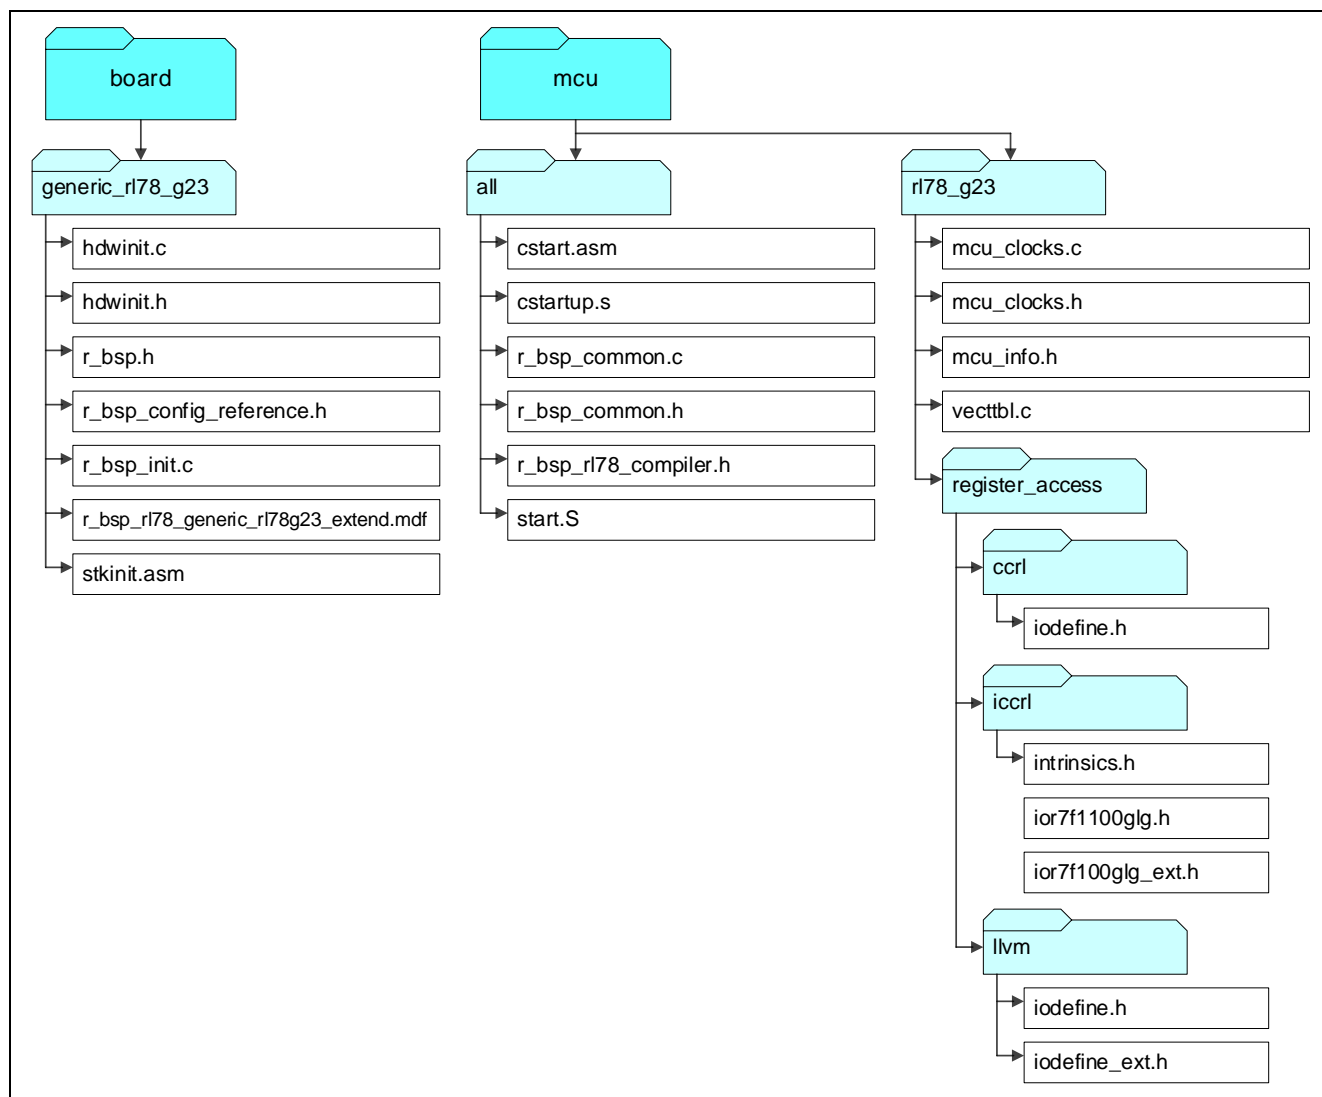 board
generic_rl78_g23
hdwinit.c
hdwinit.h
r_bsp.h
r_bsp_config_reference.h
r_bsp_init.c
r_bsp_rl78_generic_rl78g23_extend.mdf
stkinit.asm
mcu
all
cstart.asm
cstartup.s
r_bsp_common.c
r_bsp_common.h
r_bsp_rl78_compiler.h
start.S
rl78_g23
mcu_clocks.c
mcu_clocks.h
mcu_info.h
vecttbl.c
register_access
ccrl
iodefine.h
iccrl
intrinsics.h
ior7f1100glg.h
ior7f100glg_ext.h
llvm
iodefine.h
iodefine_ext.h